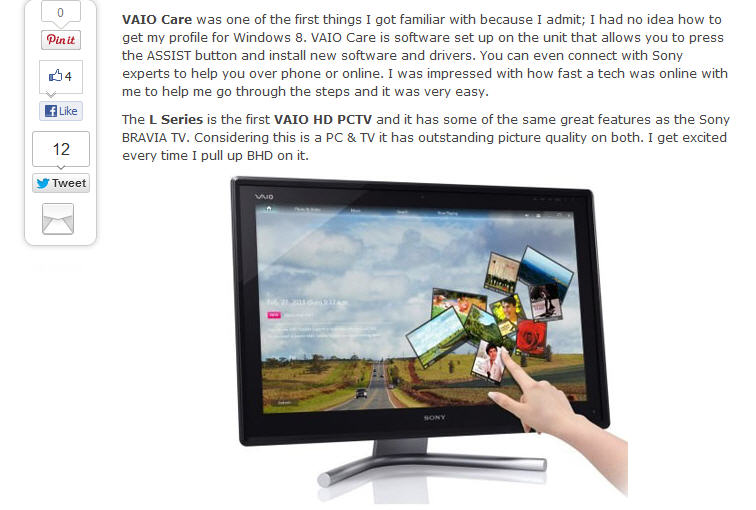 0
Pin it
4
Like
12
Tweet
VAIO Care was one of the first things I got familiar with because I admit; I had no idea how to
get my profile for Windows 8. VAIO Care is software set up on the unit that allows you to press
the ASSIST button and install new software and drivers. You can even connect with Sony
experts to help you over phone or online. I was impressed with how fast a tech was online with
me to help me go through the steps and it was very easy.
The L Series is the first VAIO HD PCTV and it has some of the same great features as the Sony
BRAVIA TV. Considering this is a PC & TV it has outstanding picture quality on both. I get excited
every time I pull up BHD on it.
VAIO
SONY